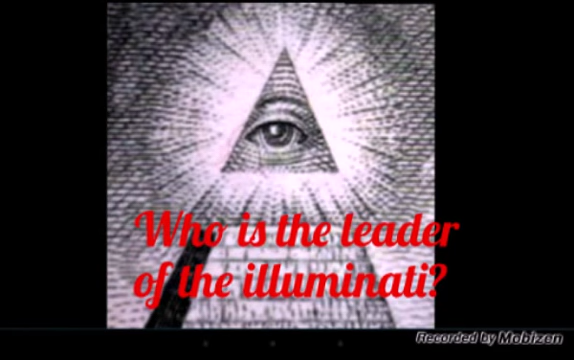 Who is the leader
of the illuminati?
Recorded by Mobizen